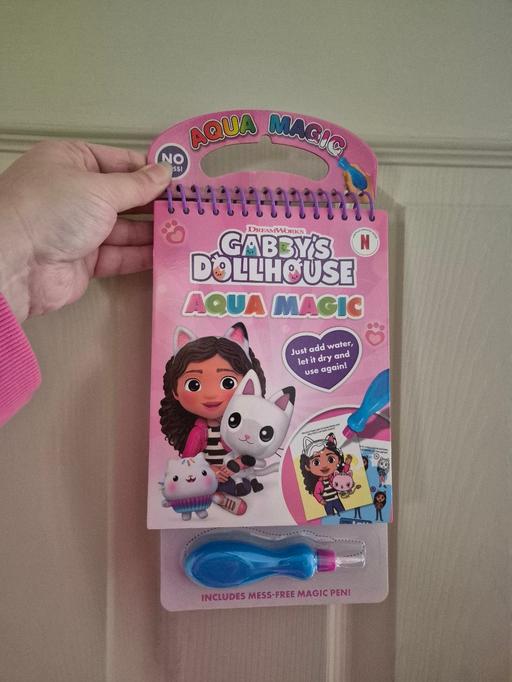 AQUA MAGIC
NO
DREAMWORKS
GABBY'S
DOLLHOUSE
N
AQUA MAGIC
Just add water,
let it dry and
use again!
INCLUDES MESS-FREE MAGIC PEN!